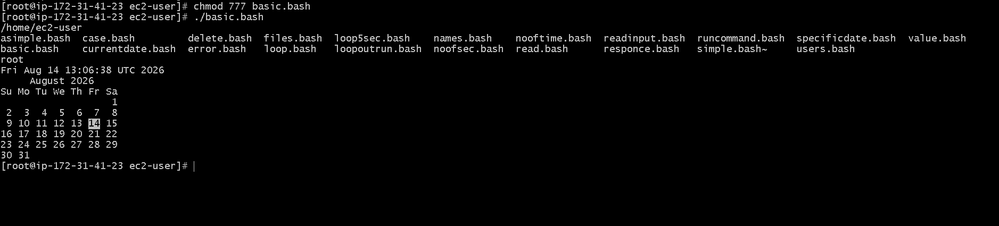 [root@ip-172-31-41-23 ec2-user]# chmod 777 basic.bash
[root@ip-172-31-41-23 ec2-user]# ./basic.bash
/home/ec2-user
asimple.bash  case.bash         delete.bash  files.bash  loop5sec.bash    names.bash    nooftime.bash  readinput.bash  runcommand.bash  specificdate.bash  value.bash
basic.bash    currentdate.bash  error.bash   loop.bash   loopoutrun.bash  noofsec.bash  read.bash      responce.bash   simple.bash~     users.bash
root
Fri Aug 14 13:06:38 UTC 2026
     August 2026
Su Mo Tu We Th Fr Sa
                   1
 2  3  4  5  6  7  8
 9 10 11 12 13 14 15
16 17 18 19 20 21 22
23 24 25 26 27 28 29
30 31
[root@ip-172-31-41-23 ec2-user]#